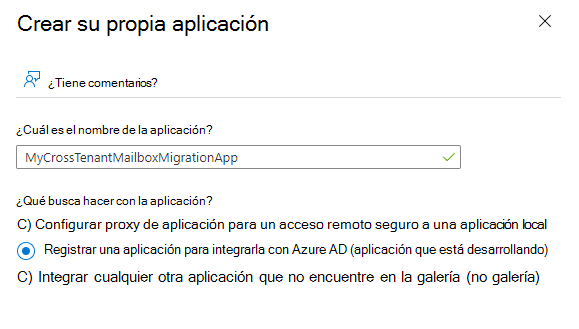 Crear su propia aplicación
¿Tiene comentarios?
¿Cuál es el nombre de la aplicación?
MyCrossTenantMailboxMigrationApp
¿Qué busca hacer con la aplicación?
C) Configurar proxy de aplicación para un acceso remoto seguro a una aplicación local
Registrar una aplicación para integrarla con Azure AD (aplicación que está desarrollando)
C) Integrar cualquier otra aplicación que no encuentre en la galería (no galería)